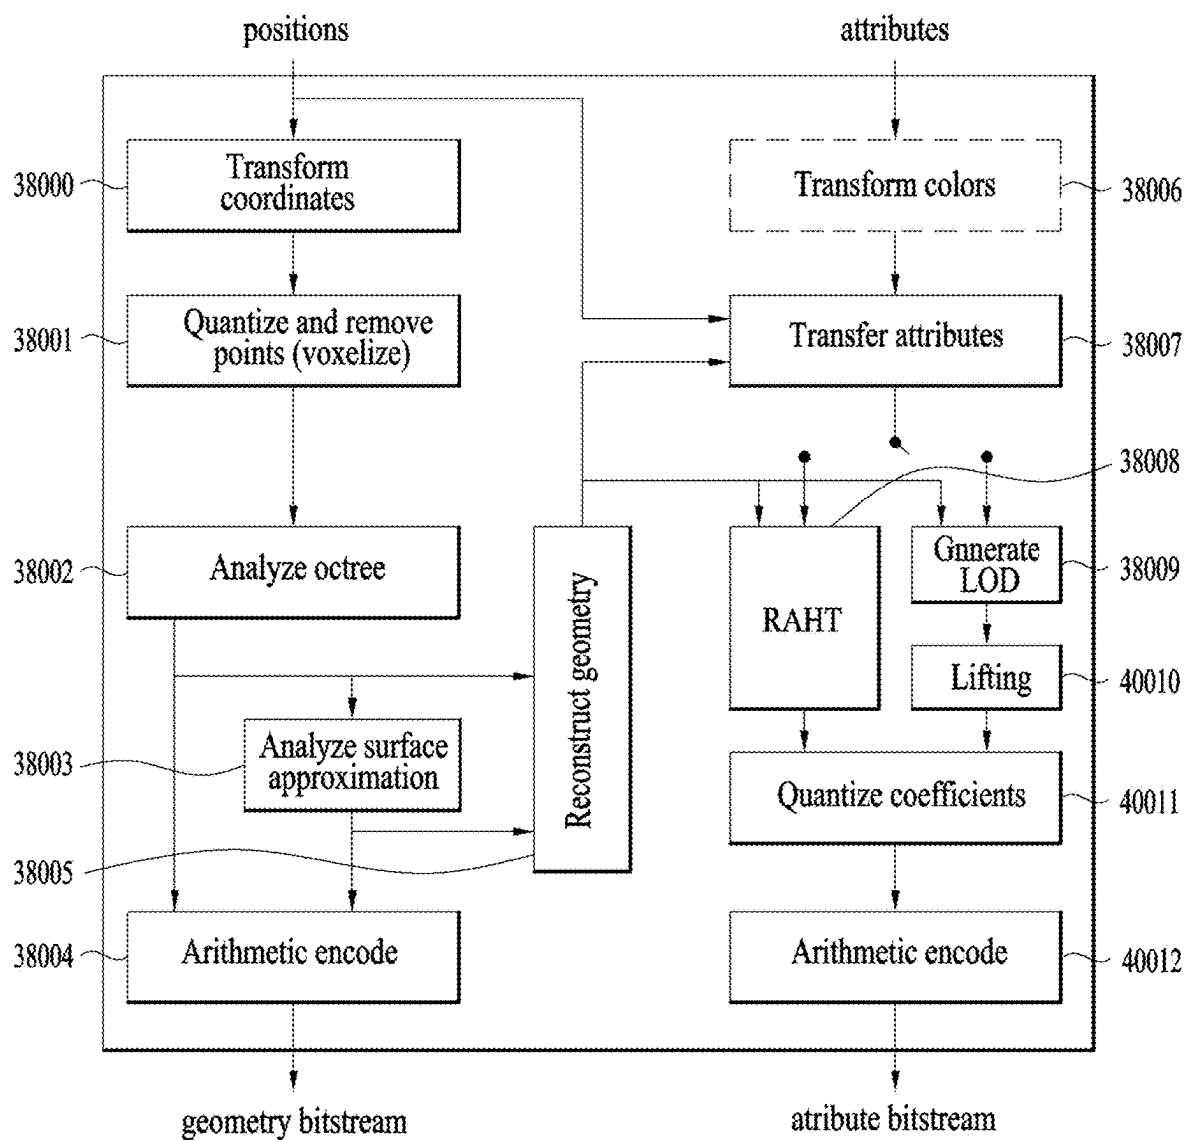 positions
attributes
Transform
coordinates
38000
Transform colors
38006
Quantize and remove
points (voxelize)
38001
Transfer attributes
38007
38008
Analyze octree
38002
Reconstruct geometry
RAHT
Gnnerate
LOD
38009
Lifting
40010
Analyze surface
approximation
38003
Quantize coefficients
40011
38005
Arithmetic encode
38004
Arithmetic encode
40012
geometry bitstream
atribute bitstream